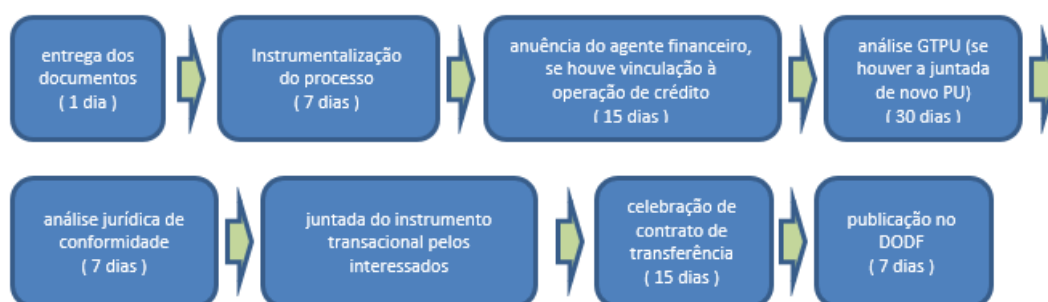 entrega dos
documentos
( 1 dia )
Instrumentalização
do processo
( 7 dias )
anuência do agente financeiro,
se houve vinculação à
operação de crédito
( 15 dias )
análise GTPU (se
houver a juntada
de novo PU)
( 30 dias )
análise jurídica de
conformidade
( 7 dias )
juntada do instrumento
transacional pelos
interessados
celebração de
contrato de
transferência
( 15 dias )
publicação no
DODF
( 7 dias )